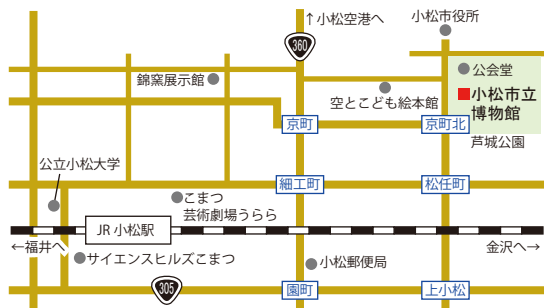 ↑小松空港へ
小松市役所
360
公会堂
錦窯展示館
小松市立
博物館
空とこども絵本館
京町
京町北
芦城公園
公立小松大学
細工町
松任町
こまつ
芸術劇場うらら
JR 小松駅
←福井へ
金沢へ→
サイエンスヒルズこまつ
小松郵便局
305
園町
上小松